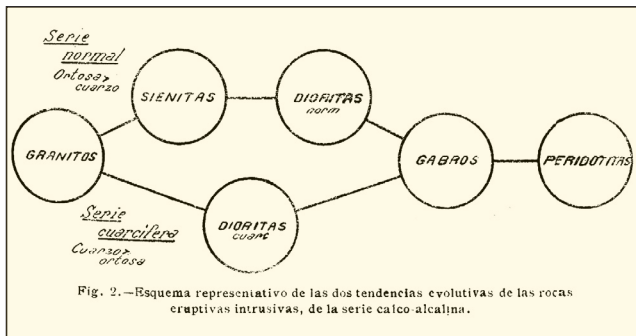 Serie
normal
Ortosa>
cuarzo
SIENITAS
DIORITAS
norm
GRANITOS
GABROS
PERIDOTITAS
Serie
cuarcifera
Cuarzo>
ortosa
DIORITAS
cuarc
Fig. 2.—Esquema representativo de las dos tendencias evolutivas de las rocas
eruptivas intrusivas, de la serie calco-alcalina.